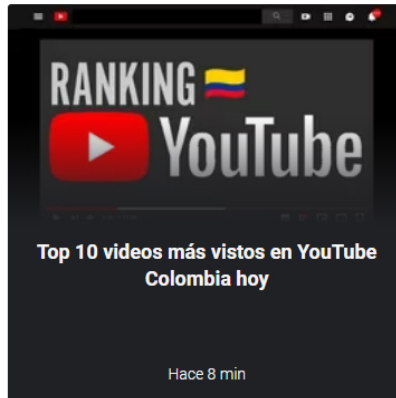 RANKING
YouTube
Top 10 videos más vistos en YouTube
Colombia hoy
Hace 8 min